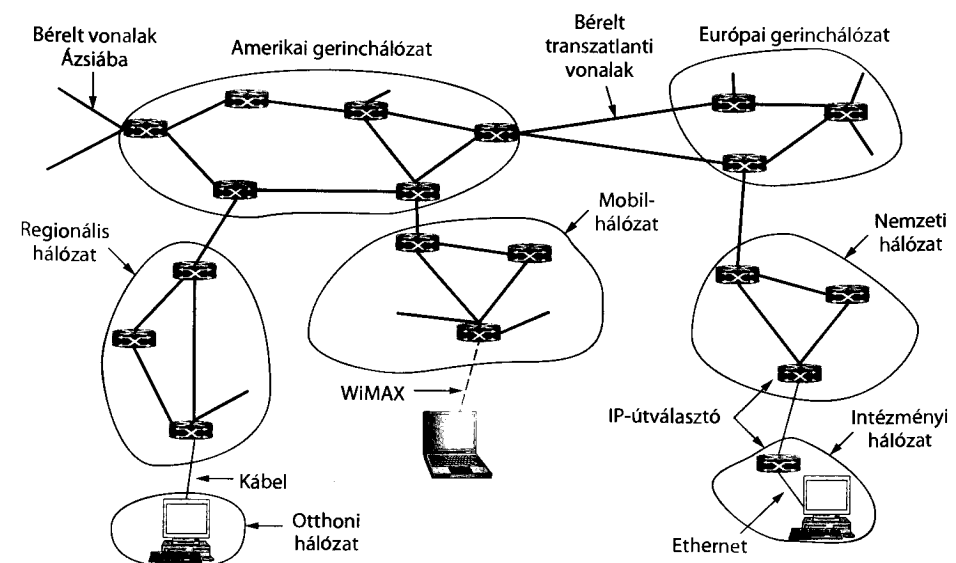 Bérelt vonalak
Ázsiába
Amerikai gerinchálózat
Bérelt
transzatlanti
vonalak
Európai gerinchálózat
Regionális
hálózat
Mobil-
hálózat
Nemzeti
hálózat
WiMAX
IP-útválasztó
Intézményi
hálózat
Kábel
Otthoni
hálózat
Ethernet